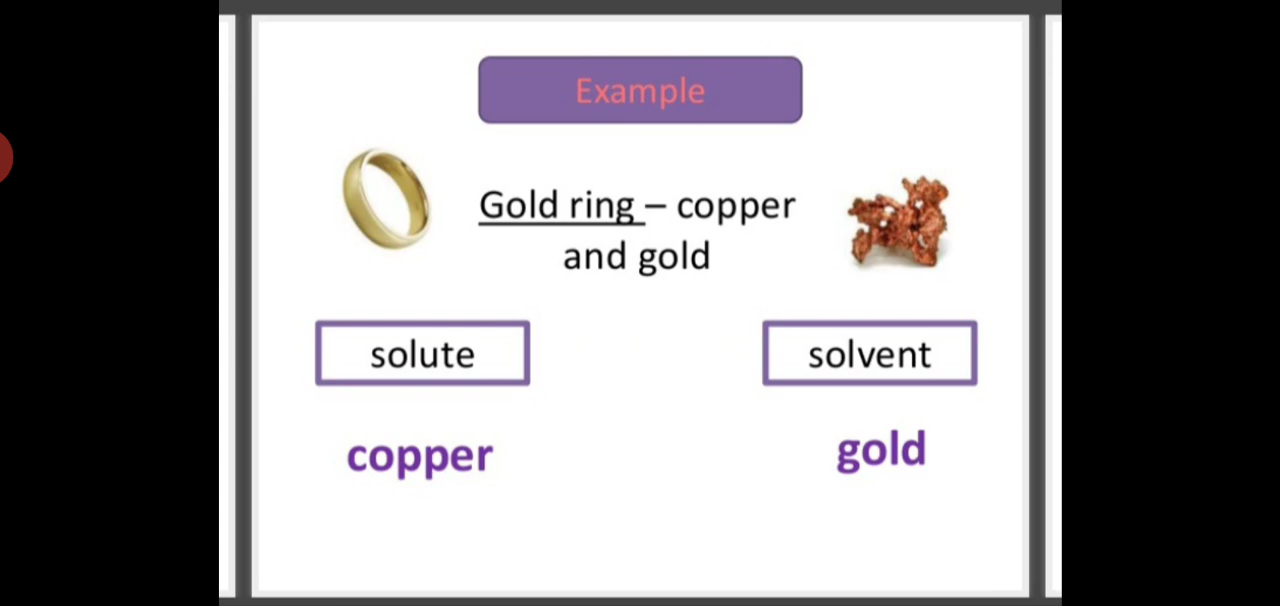 Example
Gold ring – copper
and gold
solute
solvent
copper
gold